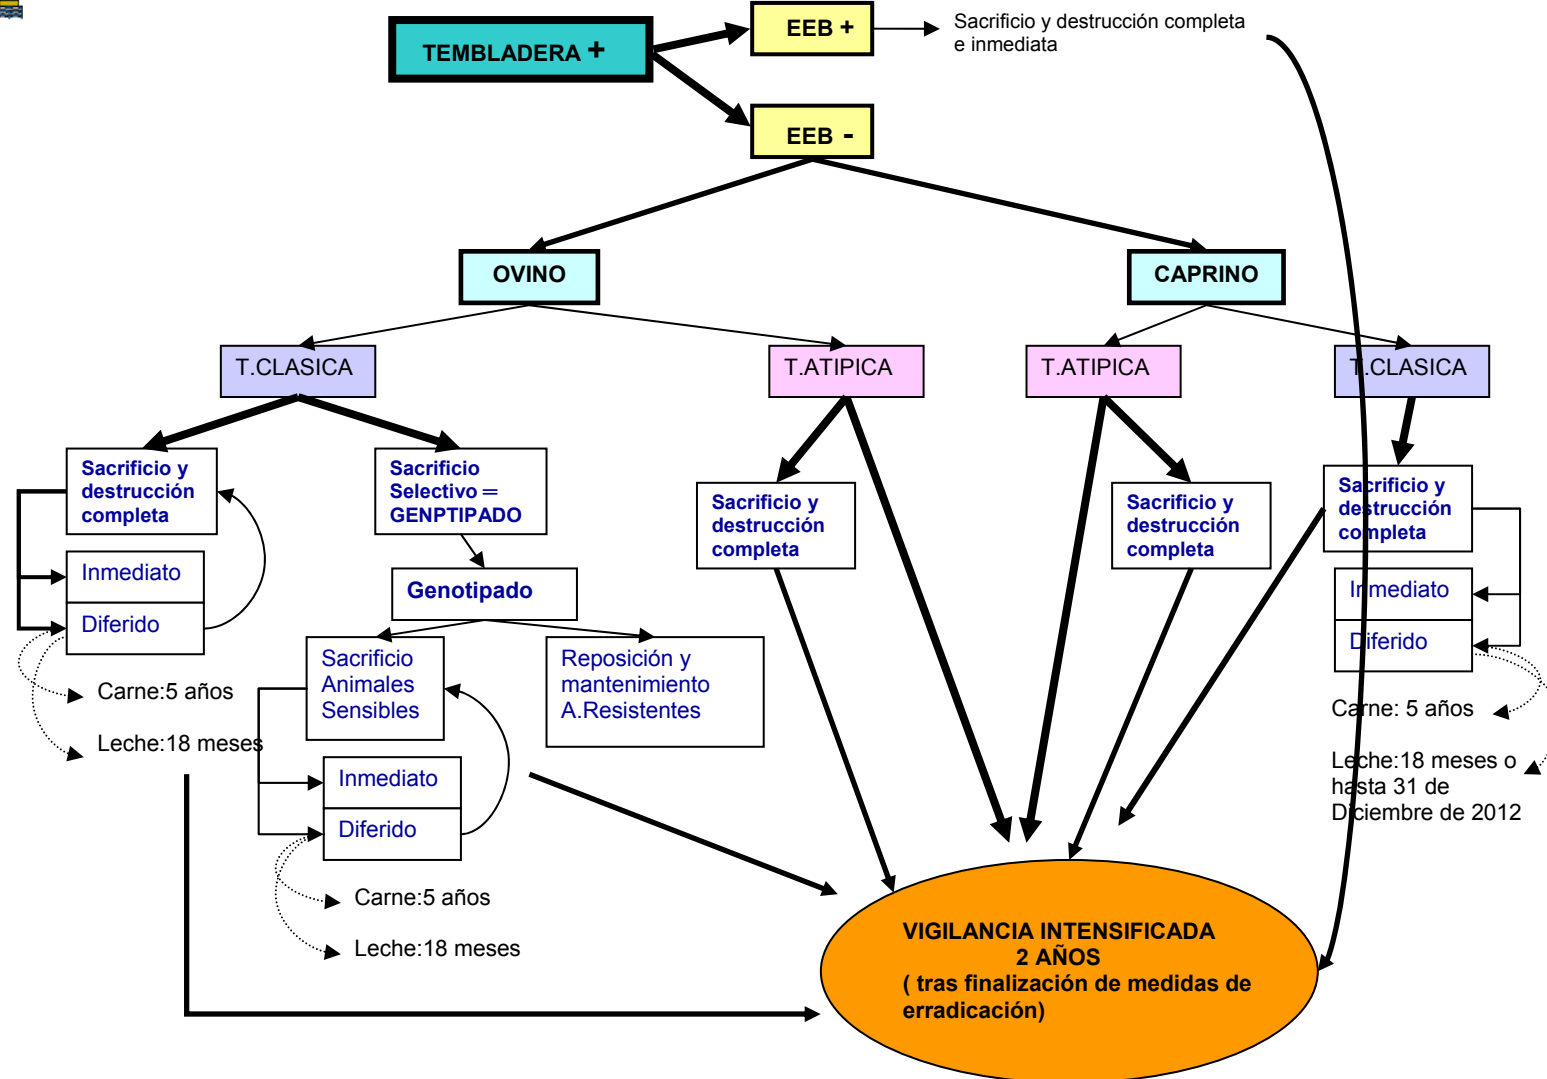 TEMBLADERA +
EEB +
Sacrificio y destrucción completa
e inmediata
EEB -
OVINO
CAPRINO
T.CLASICA
T.ATIPICA
T.ATIPICA
T.CLASICA
Sacrificio y
destrucción
completa
Inmediato
Diferido
Carne:5 años
Leche:18 meses
Sacrificio
Selectivo =
GENPTIPADO
Genotipado
Sacrificio
Animales
Sensibles
Reposición y
mantenimiento
A.Resistentes
Inmediato
Diferido
Carne:5 años
Leche:18 meses
Sacrificio y
destrucción
completa
Sacrificio y
destrucción
completa
Sacrificio y
destrucción
completa
Inmediato
Diferido
Carne: 5 años
Leche:18 meses o
hasta 31 de
Diciembre de 2012
VIGILANCIA INTENSIFICADA
2 AÑOS
( tras finalización de medidas de
erradicación)